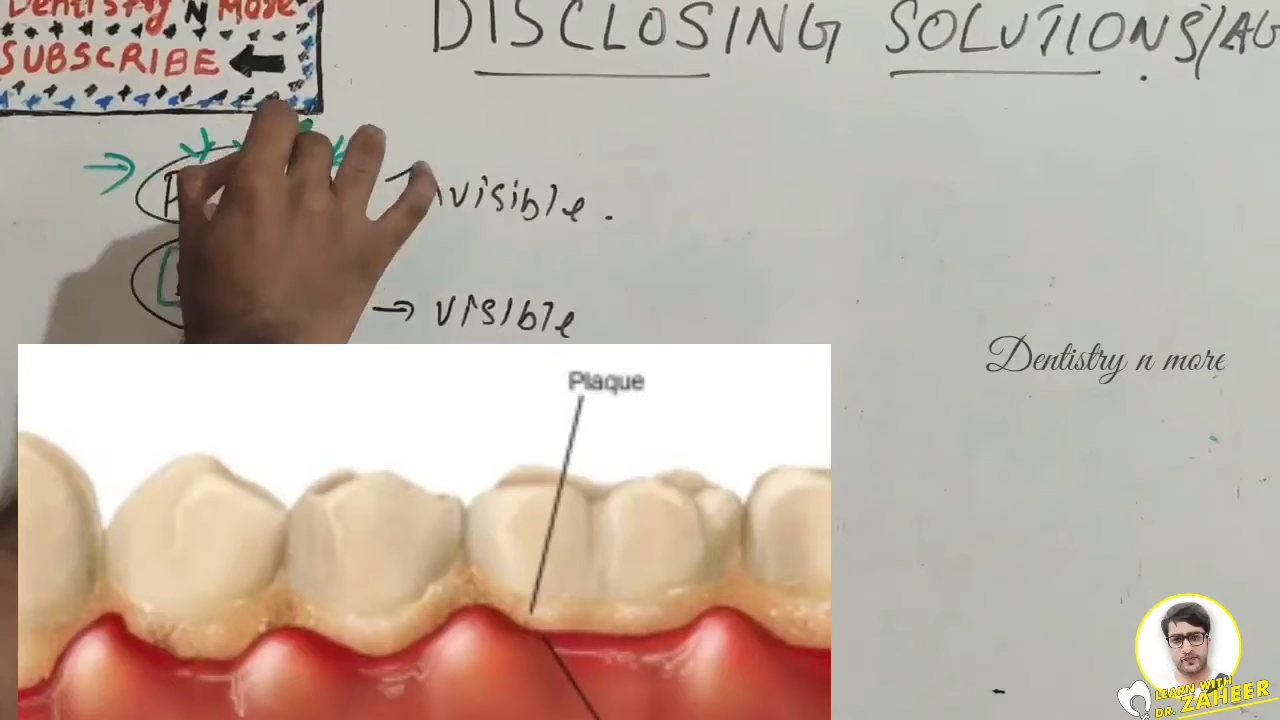 Dentistry N More
SUBSCRIBE
DISCLOSING SOLUTIONS/AG
visible.
→ visible
Plaque
Dentistry n more
LEARN WITH
DR. ZAHEER